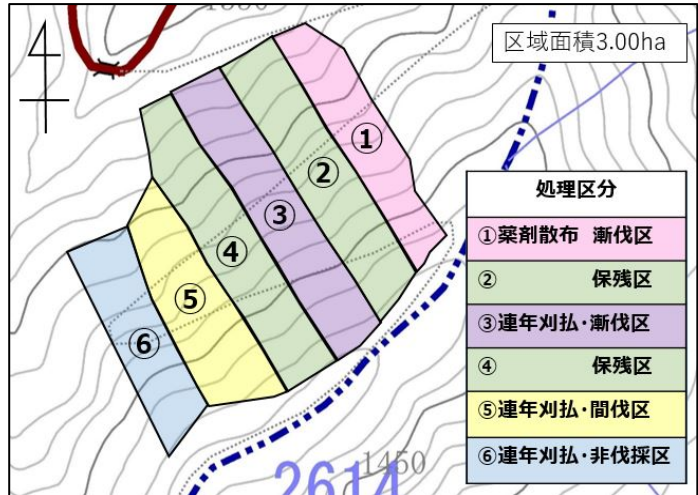 1550
区域面積3.00ha
①
②
③
④
⑤
⑥
処理区分
①薬剤散布 漸伐区
② 保残区
③連年刈払･漸伐区
④ 保残区
⑤連年刈払･間伐区
⑥連年刈払･非伐採区
1450
2614